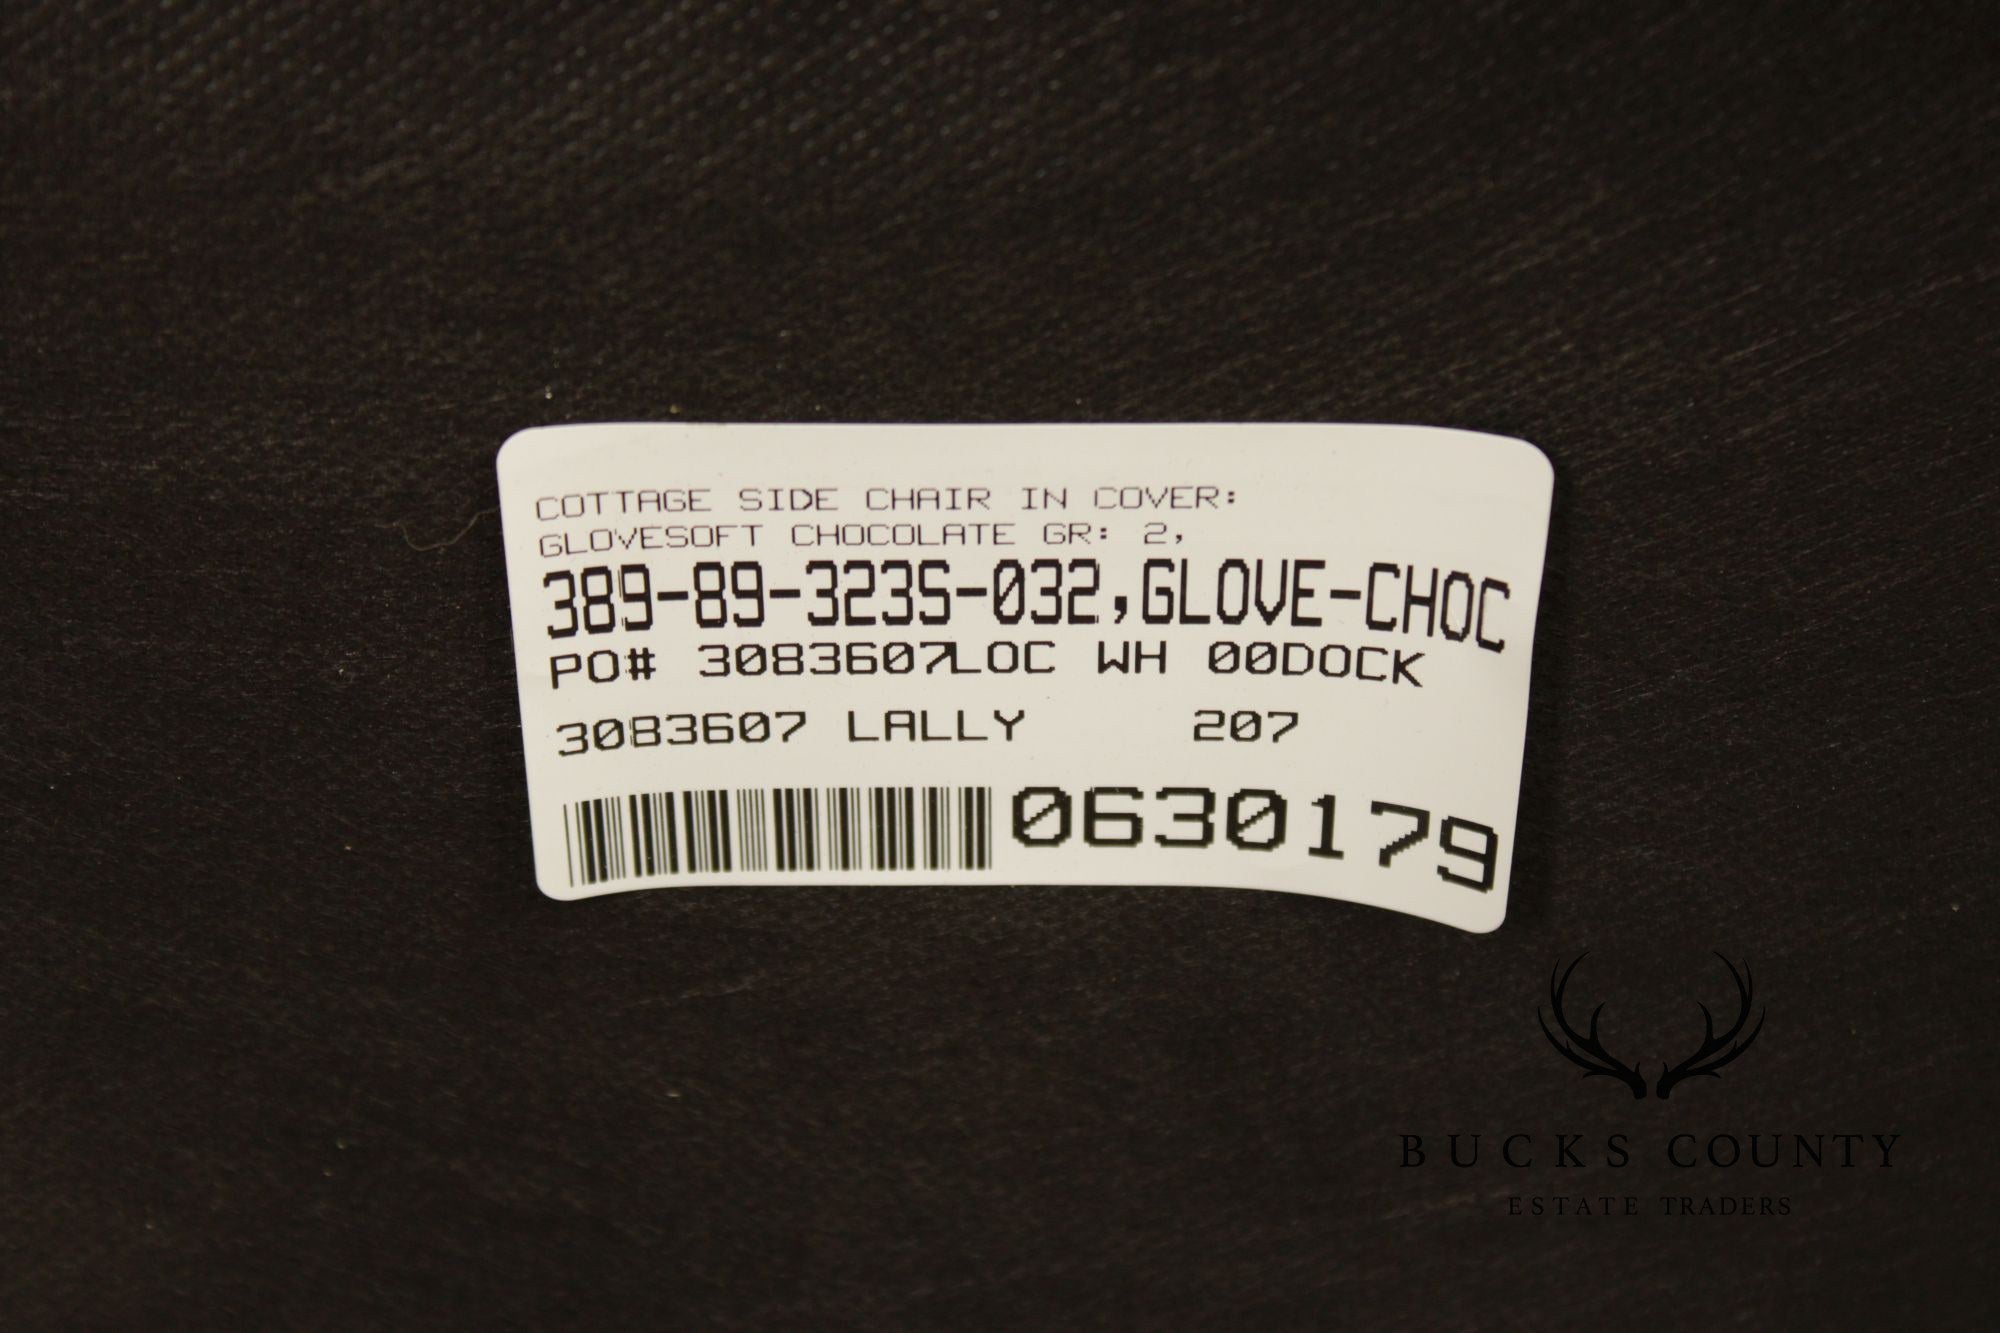 COTTAGE SIDE CHAIR IN COVER:
GLOVESOFT CHOCOLATE GR: 2,
389-89-323S-032,GLOVE-CHOC
PO# 3083607LOC WH 00DOCK
3083607 LALLY 207
0630179
BUCKS COUNTY
ESTATE TRADERS